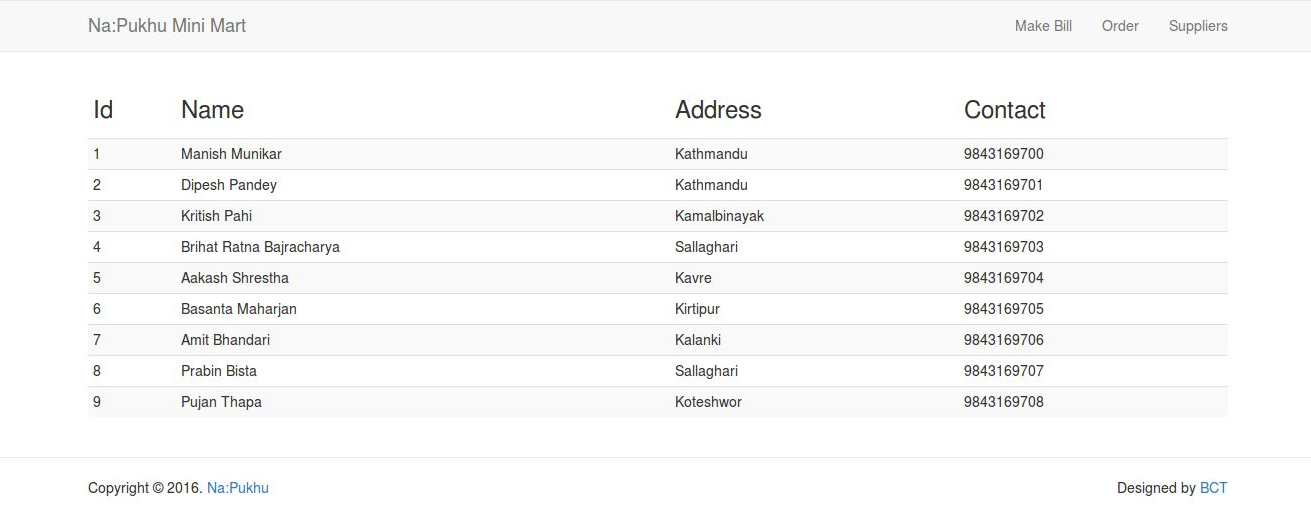 Na:Pukhu Mini Mart Make Bill Order Suppliers
Id Name Address Contact
1 Manish Munikar Kathmandu 9843169700
2 Dipesh Pandey Kathmandu 9843169701
3 Kritish Pahi Kamalbinayak 9843169702
4 Brihat Ratna Bajracharya Sallaghari 9843169703
5 Aakash Shrestha Kavre 9843169704
6 Basanta Maharjan Kirtipur 9843169705
7 Amit Bhandari Kalanki 9843169706
8 Prabin Bista Sallaghari 9843169707
9 Pujan Thapa Koteshwor 9843169708
Copyright © 2016. Na:Pukhu Designed by BCT